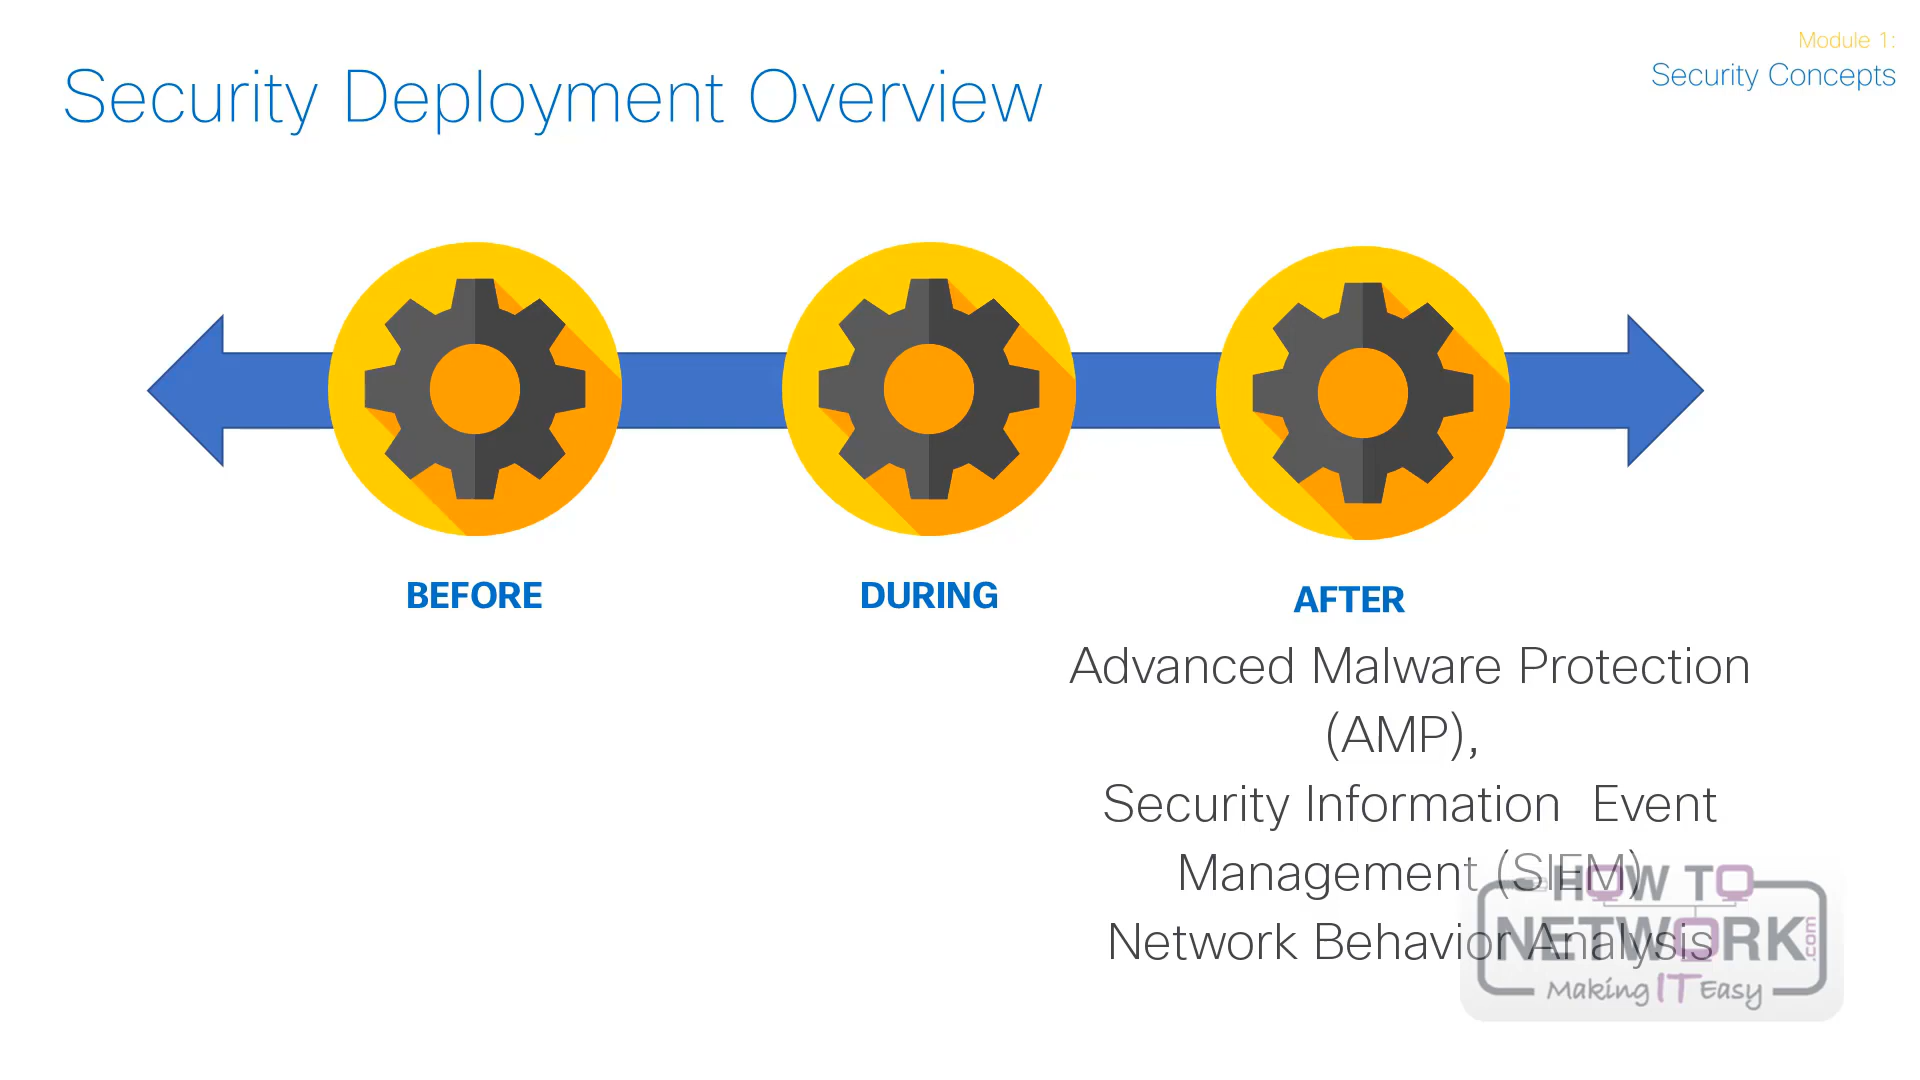 Module 1:
Security Concepts
Security Deployment Overview
BEFORE
DURING
AFTER
Advanced Malware Protection
(AMP),
Security Information  Event
Management (SIEM)
Network Behavior Analysis
HOW TO
NETWORK.com
Making IT Easy